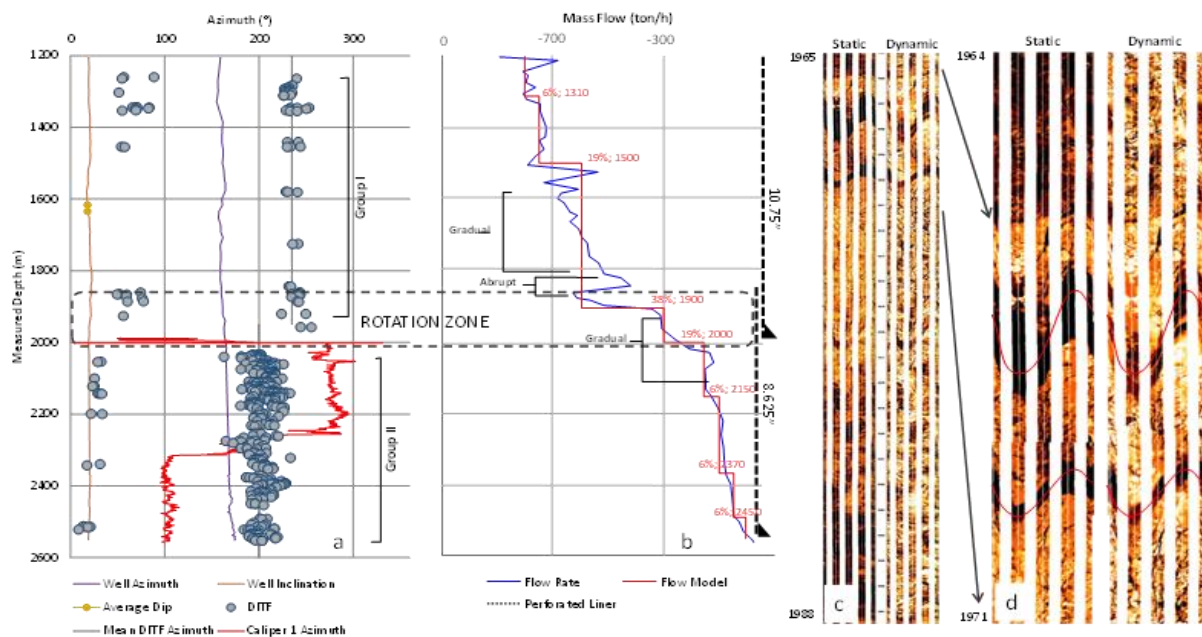 Azimuth (°)
0 100 200 300
1200
1400
1600
1800
2000
2200
2400
2600
Measured Depth (m)
Group I
ROTATION ZONE
Group II
a
Well Azimuth
Well Inclination
Average Dip
DITF
Mean DITF Azimuth
Caliper 1 Azimuth
Mass Flow (ton/h)
0 -700 -300
6%; 1310
19%; 1500
Gradual
Abrupt
38%; 1900
19%; 2000
Gradual
6%; 2150
6%; 2370
6%; 2450
10.75”
8.625”
b
Flow Rate
Flow Model
Perforated Liner
Static Dynamic
1965
1988
c
Static Dynamic
1964
1971
d